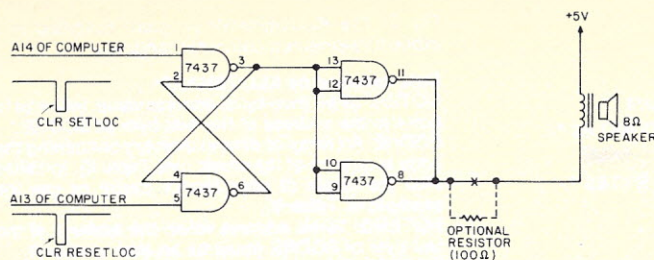 +5V
A14 OF COMPUTER
1
2
3
7437
CLR SETLOC
13
12
11
7437
8Ω
SPEAKER
4
5
6
7437
A13 OF COMPUTER
CLR RESETLOC
10
9
8
7437
OPTIONAL
RESISTOR
(100Ω)